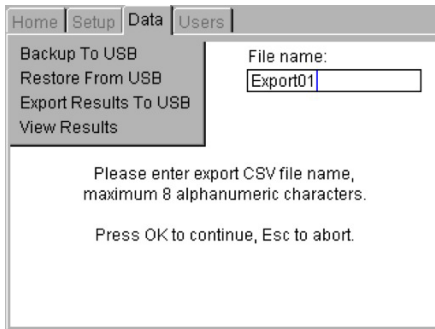 Home Setup Data Users
Backup To USB
Restore From USB
Export Results To USB
View Results
File name:
Export01
Please enter export CSV file name,
maximum 8 alphanumeric characters.
Press OK to continue, Esc to abort.